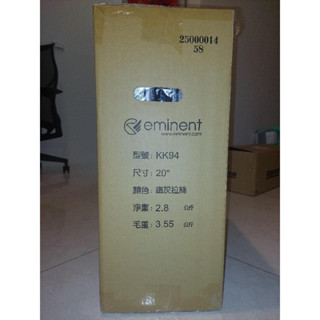 25000014
58
eminent
www.eminent.com
型號: KK94
尺寸: 20"
顏色: 鐵灰拉絲
淨重: 2.8 公斤
毛重: 3.55 公斤